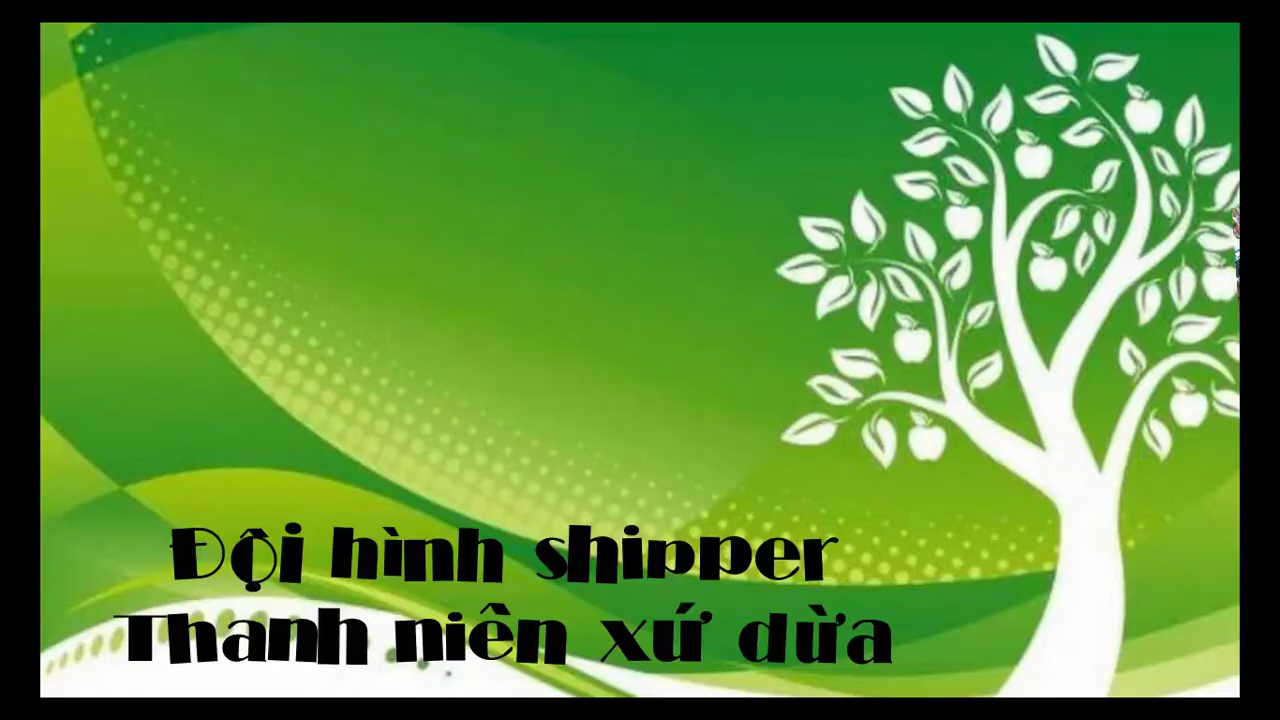 Đội hình shipper
Thanh niên xứ dừa